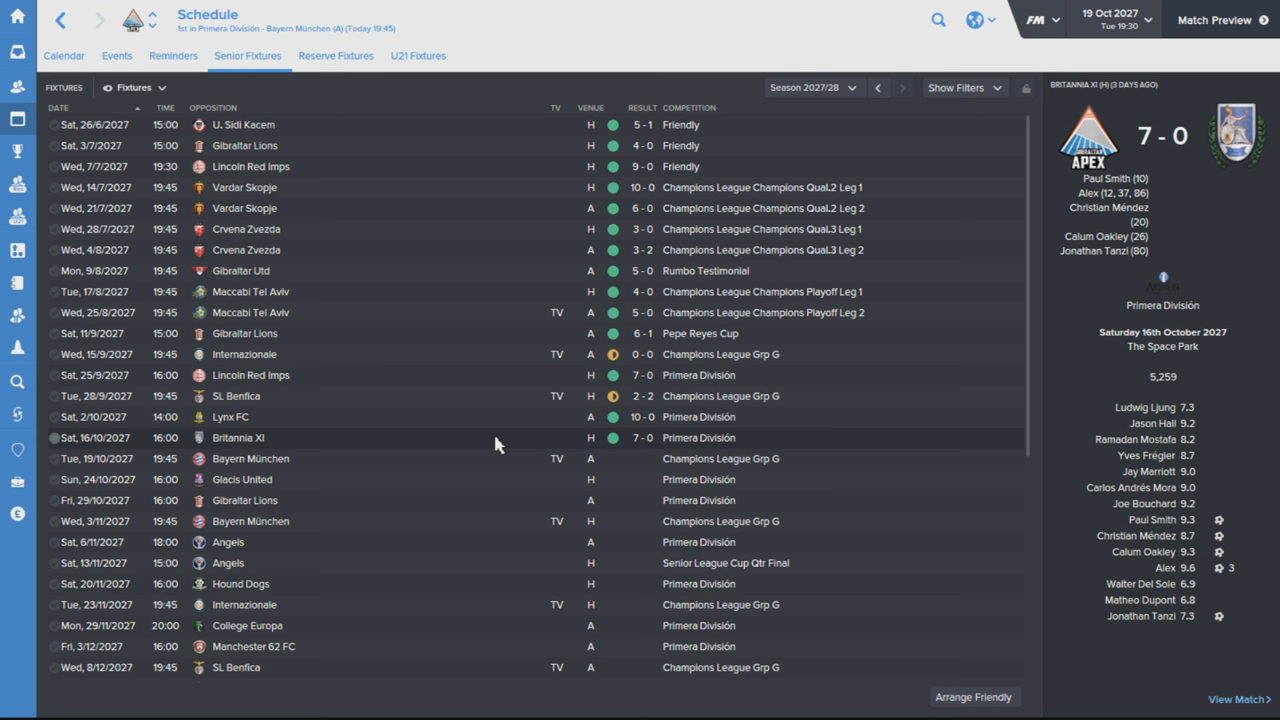 Schedule
1st in Primera División - Bayern München (A) (Today 19:45)
FM
19 Oct 2027
Tue 19:30
Match Preview
Calendar Events Reminders Senior Fixtures Reserve Fixtures U21 Fixtures
FIXTURES Fixtures Season 2027/28 Show Filters
DATE TIME OPPOSITION TV VENUE RESULT COMPETITION
Sat, 26/6/2027 15:00 U. Sidi Kacem H 5 - 1 Friendly
Sat, 3/7/2027 15:00 Gibraltar Lions H 4 - 0 Friendly
Wed, 7/7/2027 19:30 Lincoln Red Imps H 9 - 0 Friendly
Wed, 14/7/2027 19:45 Vardar Skopje H 10 - 0 Champions League Champions Qual.2 Leg 1
Wed, 21/7/2027 19:45 Vardar Skopje A 6 - 0 Champions League Champions Qual.2 Leg 2
Wed, 28/7/2027 19:45 Crvena Zvezda H 3 - 0 Champions League Champions Qual.3 Leg 1
Wed, 4/8/2027 19:45 Crvena Zvezda A 3 - 2 Champions League Champions Qual.3 Leg 2
Mon, 9/8/2027 19:45 Gibraltar Utd A 5 - 0 Rumbo Testimonial
Tue, 17/8/2027 19:45 Maccabi Tel Aviv H 4 - 0 Champions League Champions Playoff Leg 1
Wed, 25/8/2027 19:45 Maccabi Tel Aviv TV A 5 - 0 Champions League Champions Playoff Leg 2
Sat, 11/9/2027 15:00 Gibraltar Lions A 6 - 1 Pepe Reyes Cup
Wed, 15/9/2027 19:45 Internazionale TV A 0 - 0 Champions League Grp G
Sat, 25/9/2027 16:00 Lincoln Red Imps H 7 - 0 Primera División
Tue, 28/9/2027 19:45 SL Benfica TV H 2 - 2 Champions League Grp G
Sat, 2/10/2027 14:00 Lynx FC A 10 - 0 Primera División
Sat, 16/10/2027 16:00 Britannia XI H 7 - 0 Primera División
Tue, 19/10/2027 19:45 Bayern München TV A Champions League Grp G
Sun, 24/10/2027 16:00 Glacis United H Primera División
Fri, 29/10/2027 16:00 Gibraltar Lions A Primera División
Wed, 3/11/2027 19:45 Bayern München TV H Champions League Grp G
Sat, 6/11/2027 18:00 Angels A Primera División
Sat, 13/11/2027 15:00 Angels H Senior League Cup Qtr Final
Sat, 20/11/2027 16:00 Hound Dogs H Primera División
Tue, 23/11/2027 19:45 Internazionale TV H Champions League Grp G
Mon, 29/11/2027 20:00 College Europa A Primera División
Fri, 3/12/2027 16:00 Manchester 62 FC A Primera División
Wed, 8/12/2027 19:45 SL Benfica TV A Champions League Grp G
Arrange Friendly
BRITANNIA XI (H) (3 DAYS AGO)
GIBRALTAR
APEX
7 - 0
Paul Smith (10)
Alex (12, 37, 86)
Christian Méndez
(20)
Calum Oakley (26)
Jonathan Tanzi (80)
Primera División
Saturday 16th October 2027
The Space Park
5,259
Ludwig Ljung 7.3
Jason Hall 9.2
Ramadan Mostafa 8.2
Yves Frégier 8.7
Jay Marriott 9.0
Carlos Andrés Mora 9.0
Joe Bouchard 9.2
Paul Smith 9.3
Christian Méndez 8.7
Calum Oakley 9.3
Alex 9.6 3
Walter Del Sole 6.9
Matheo Dupont 6.8
Jonathan Tanzi 7.3
View Match